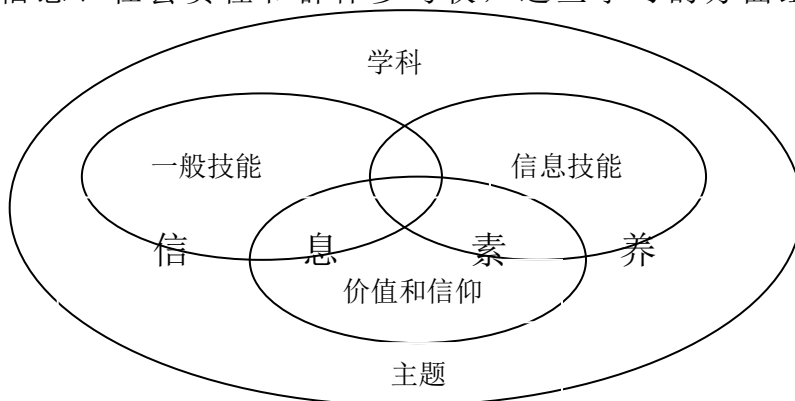 学科
一般技能
信息技能
信息素养
价值和信仰
主题